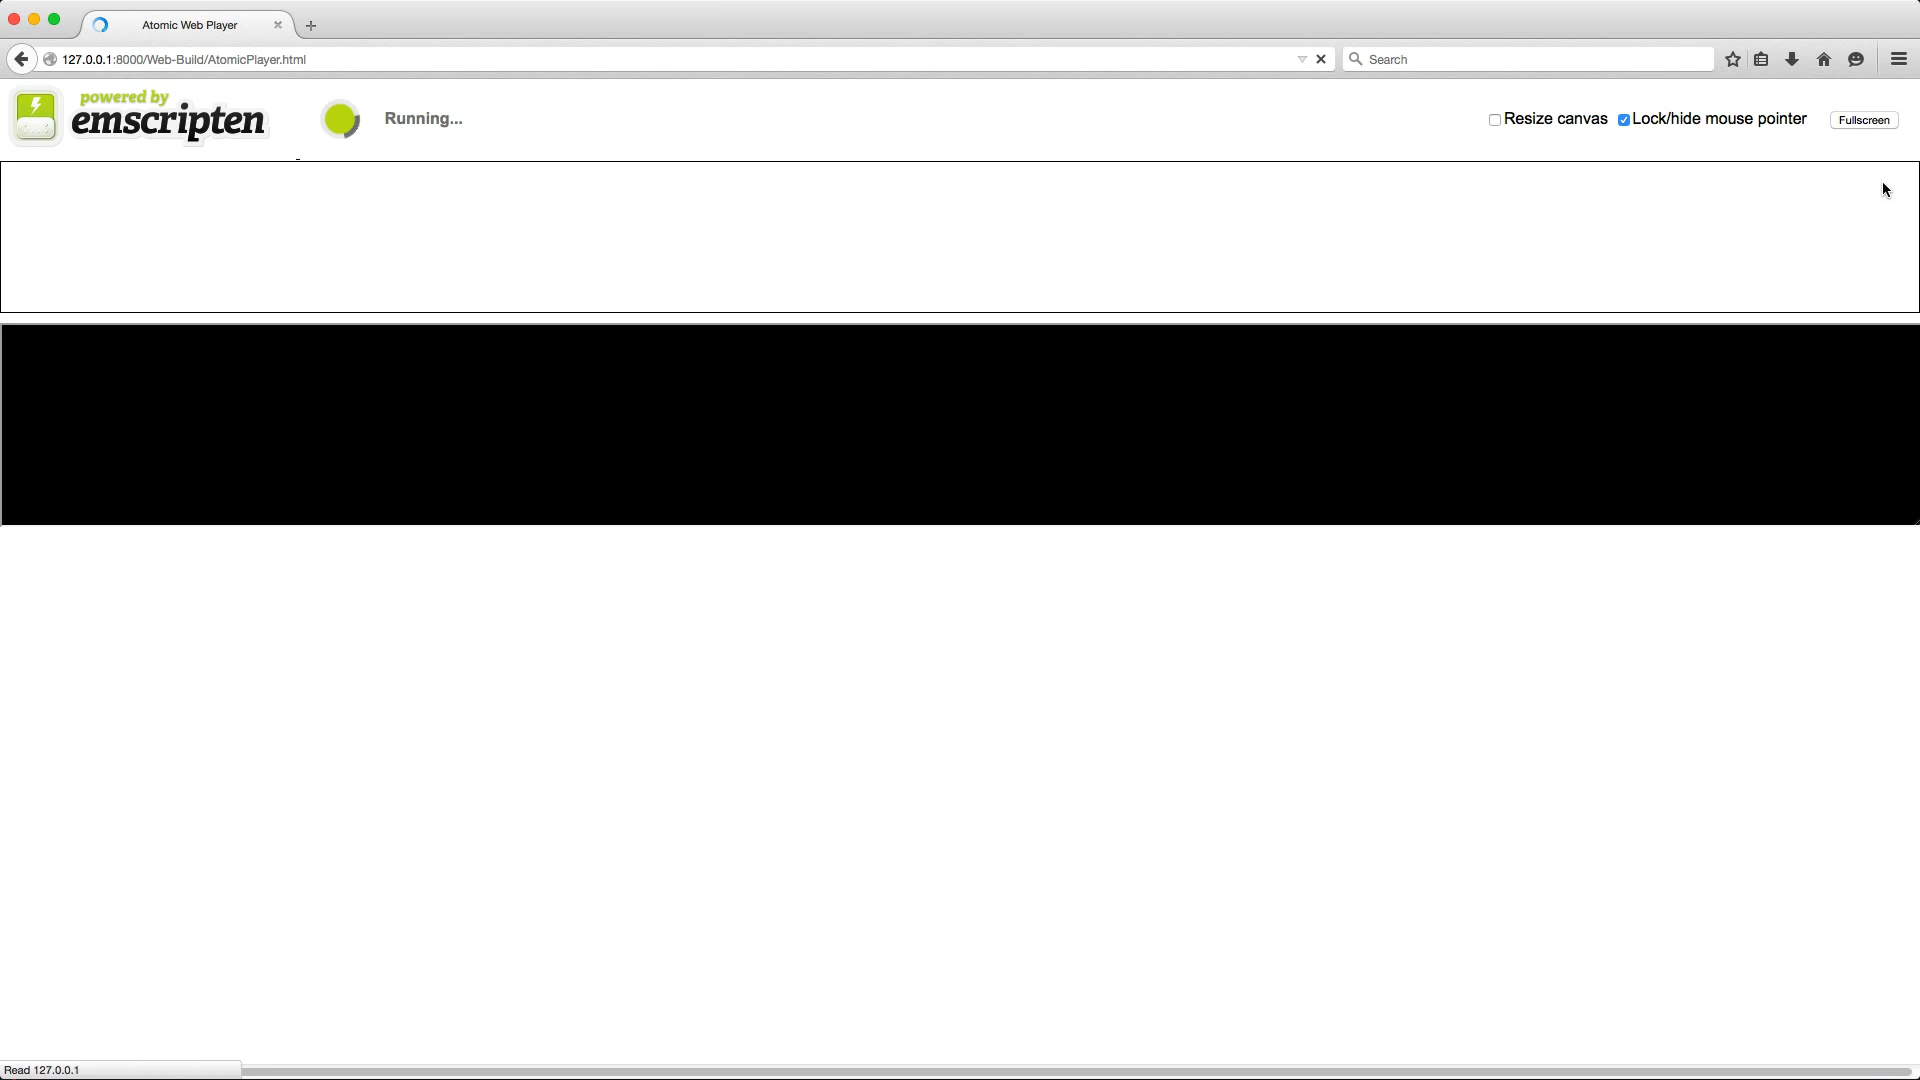 Atomic Web Player
127.0.0.1:8000/Web-Build/AtomicPlayer.html
Search
powered by
emscripten
Running...
Resize canvas
Lock/hide mouse pointer
Fullscreen
Read 127.0.0.1